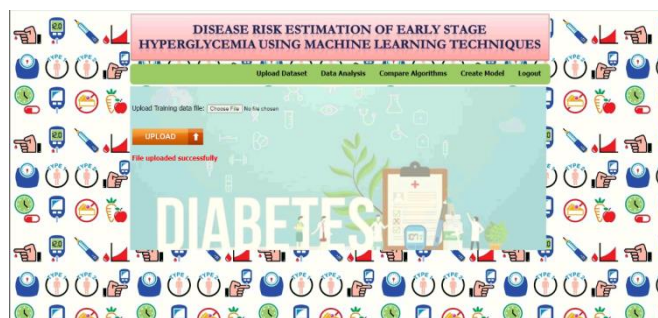 DISEASE RISK ESTIMATION OF EARLY STAGE
HYPERGLYCEMIA USING MACHINE LEARNING TECHNIQUES
Upload Dataset Data Analysis Compare Algorithms Create Model Logout
Upload Training data file: Choose File No file chosen
UPLOAD
File uploaded successfully
DIABETES